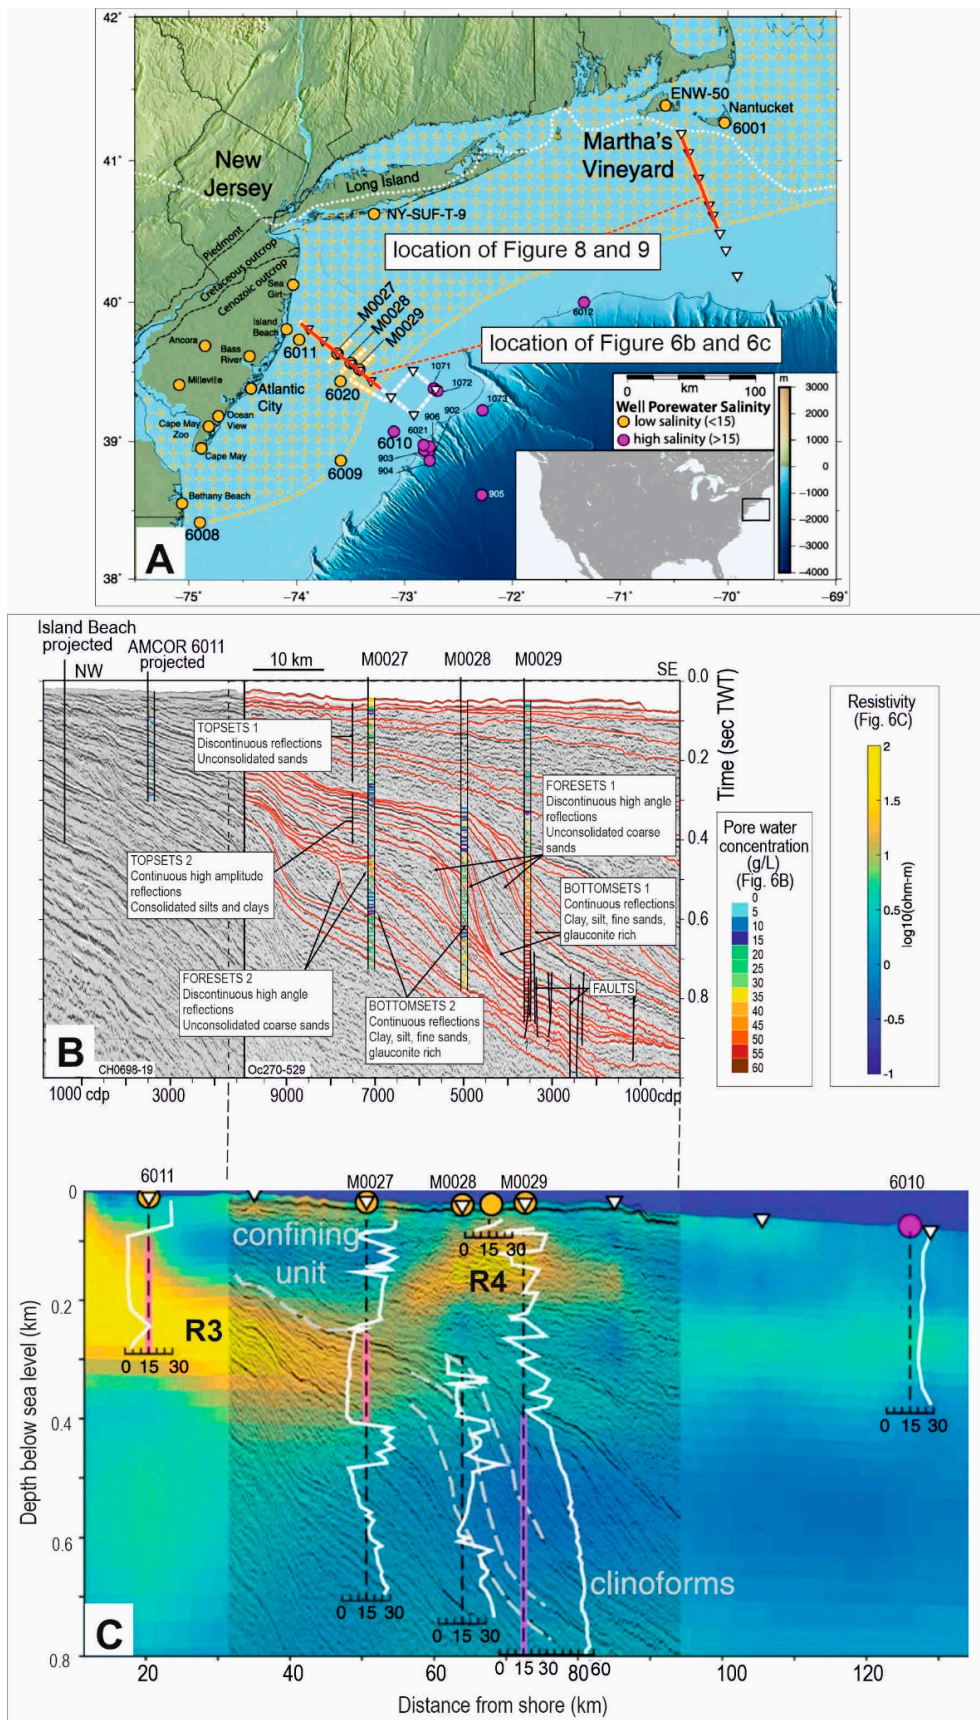 ENW-50
Nantucket
6001
41°
New
Jersey
Martha's
Vineyard
Long Island
NY-SUF-T-9
Piedmont
Cretaceous outcrop
Cenozoic outcrop
location of Figure 8 and 9
40°
Sea
Girt
M0027
M0028
M0029
6012
Island
Beach
6011
location of Figure 6b and 6c
Ancora
Bass
River
1071
1072
Milleville
Atlantic
City
6020
1073
902
906
Ocean
View
Cape May
Zoo
6021
6010
903
904
39°
Cape May
6009
905
Bethany Beach
6008
km
0 100
Well Porewater Salinity
low salinity (<15)
high salinity (>15)
m
3000
2000
1000
0
−1000
−2000
−3000
−4000
A
38°
−75° −74° −73° −72° −71° −70° −69°
Island Beach
projected
NW
AMCOR 6011
projected
10 km
M0027
M0028
M0029
SE
0.0
0.2
0.4
0.6
0.8
Time (sec TWT)
TOPSETS 1
Discontinuous reflections
Unconsolidated sands
FORESETS 1
Discontinuous high angle
reflections
Unconsolidated coarse
sands
TOPSETS 2
Continuous high amplitude
reflections
Consolidated silts and clays
BOTTOMSETS 1
Continuous reflections
Clay, silt, fine sands,
glauconite rich
FORESETS 2
Discontinuous high angle
reflections
Unconsolidated coarse sands
BOTTOMSETS 2
Continuous reflections
Clay, silt, fine sands,
glauconite rich
FAULTS
B
CH0698-19
Oc270-529
1000 cdp 3000 9000 7000 5000 3000 1000cdp
Resistivity
(Fig. 6C)
2
1.5
1
0.5
0
-0.5
-1
log10(ohm-m)
Pore water
concentration
(g/L)
(Fig. 6B)
0
5
10
15
20
25
30
35
40
45
50
55
60
6011
M0027
M0028
M0029
6010
0
0.2
0.4
0.6
0.8
Depth below sea level (km)
confining
unit
R3
R4
0 15 30
0 15 30
0 15 30
0 15 30
0 15 30
0 15 30 60
clinoforms
C
20 40 60 80 100 120
Distance from shore (km)